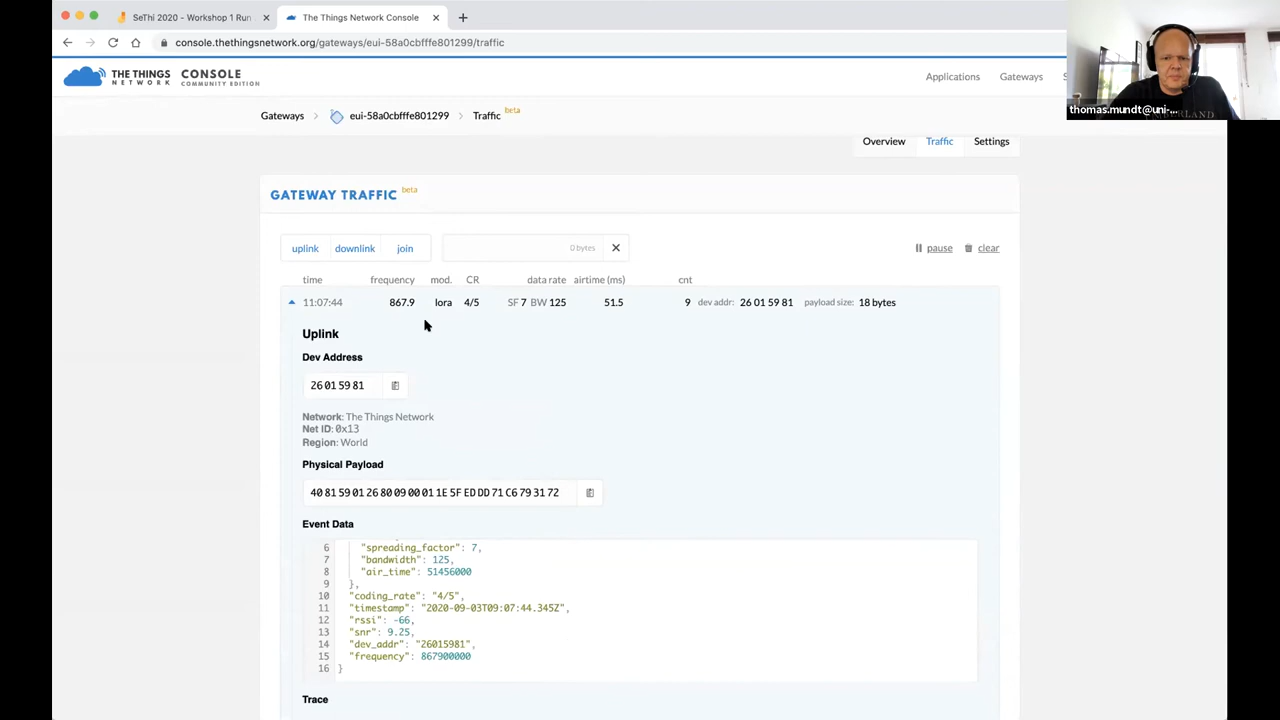 SeThi 2020 - Workshop 1 Run
The Things Network Console
console.thethingsnetwork.org/gateways/eui-58a0cbfffe801299/traffic
THE THINGS NETWORK
CONSOLE
COMMUNITY EDITION
Applications
Gateways
thomas.mundt@uni-...
Gateways
eui-58a0cbfffe801299
Traffic beta
Overview
Traffic
Settings
GATEWAY TRAFFIC beta
uplink downlink join
0 bytes
pause clear
time frequency mod. CR data rate airtime (ms) cnt
11:07:44 867.9 lora 4/5 SF 7 BW 125 51.5 9 dev addr: 26 01 59 81 payload size: 18 bytes
Uplink
Dev Address
26 01 59 81
Network: The Things Network
Net ID: 0x13
Region: World
Physical Payload
40 81 59 01 26 80 09 00 01 1E 5F ED DD 71 C6 79 31 72
Event Data
6 "spreading_factor": 7,
7 "bandwidth": 125,
8 "air_time": 51456000
9 },
10 "coding_rate": "4/5",
11 "timestamp": "2020-09-03T09:07:44.345Z",
12 "rssi": -66,
13 "snr": 9.25,
14 "dev_addr": "26015981",
15 "frequency": 867900000
16 }
Trace